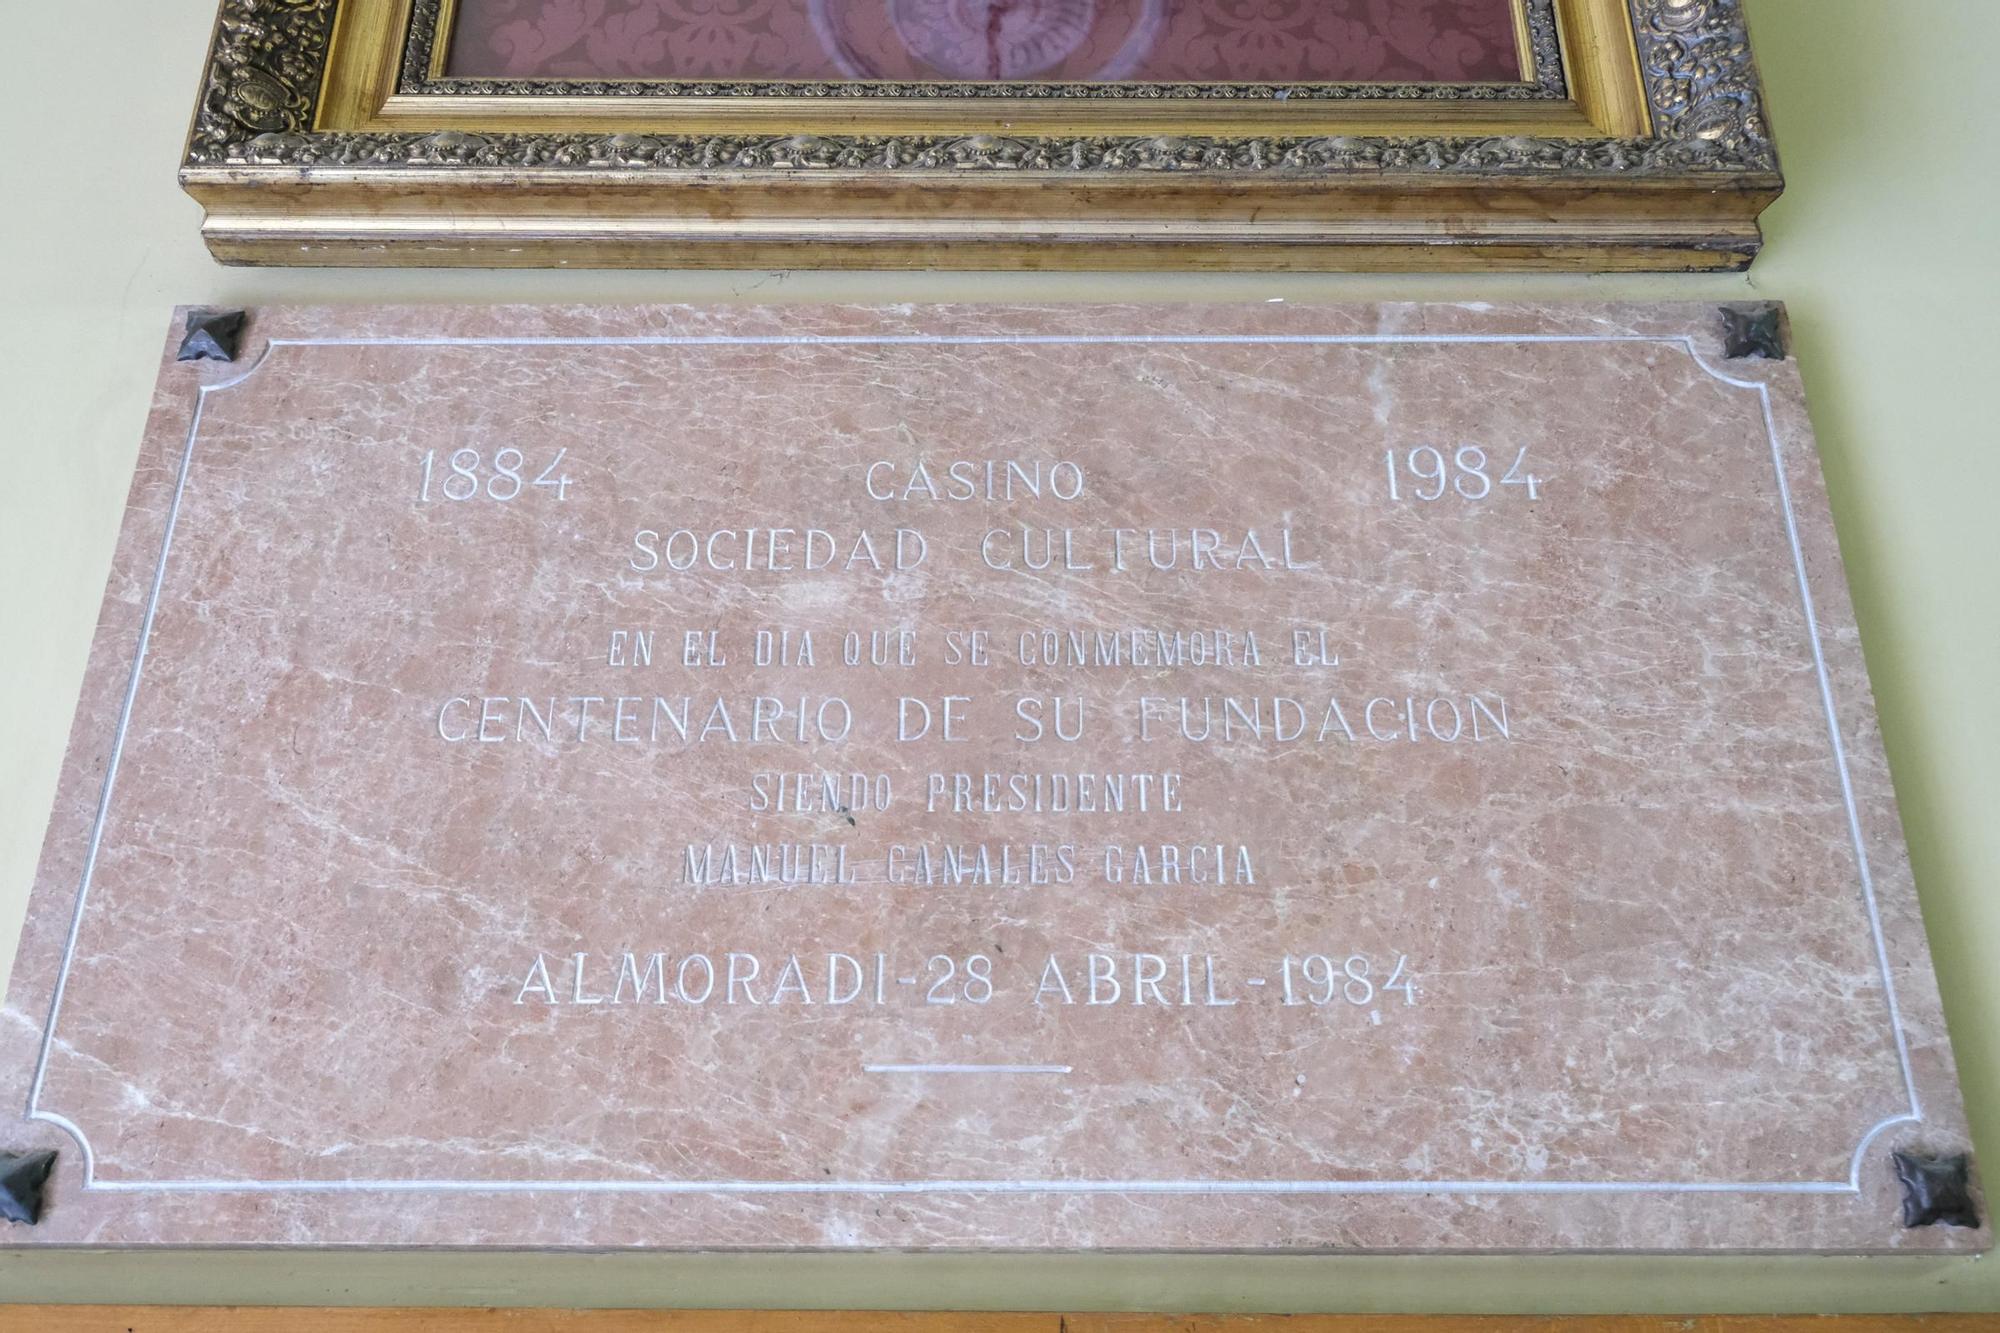 1884 CASINO 1984
SOCIEDAD CULTURAL
EN EL DIA QUE SE CONMEMORA EL
CENTENARIO DE SU FUNDACION
SIENDO PRESIDENTE
MANUEL CANALES GARCIA
ALMORADI-28 ABRIL-1984